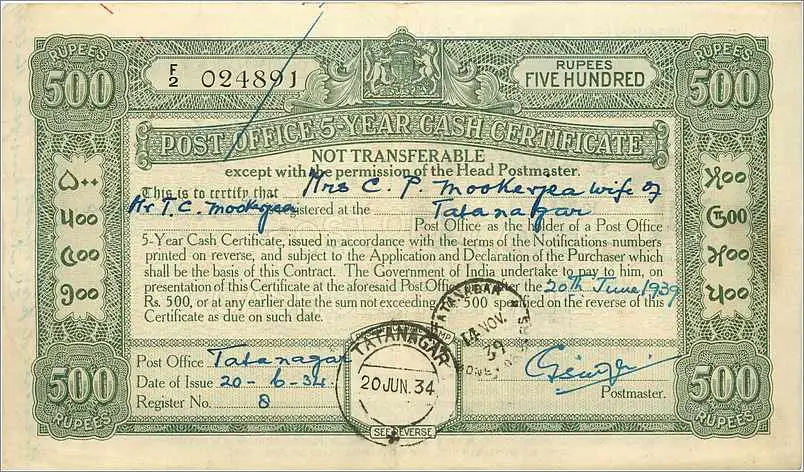 RUPEES
500
F/2 024891
RUPEES
FIVE HUNDRED
RUPEES
500
POST OFFICE 5-YEAR CASH CERTIFICATE
NOT TRANSFERABLE
except with the permission of the Head Postmaster.
This is to certify that Mrs C. P. Mookerjea wife of
Mr T. C. Mookerjea registered at the Tatanagar
Post Office as the holder of a Post Office
5-Year Cash Certificate, issued in accordance with the terms of the Notifications numbers
printed on reverse, and subject to the Application and Declaration of the Purchaser which
shall be the basis of this Contract. The Government of India undertake to pay to him, on
presentation of this Certificate at the aforesaid Post Office after the 20th June 1939
Rs. 500, or at any earlier date the sum not exceeding Rs. 500 specified on the reverse of this
Certificate as due on such date.
TATANAGAR
14 NOV.
39
Post Office Tatanagar
Date of Issue 20-6-34.
Register No. 8
TATANAGAR
20 JUN. 34
SEE REVERSE
Postmaster.
500
RUPEES
500
RUPEES